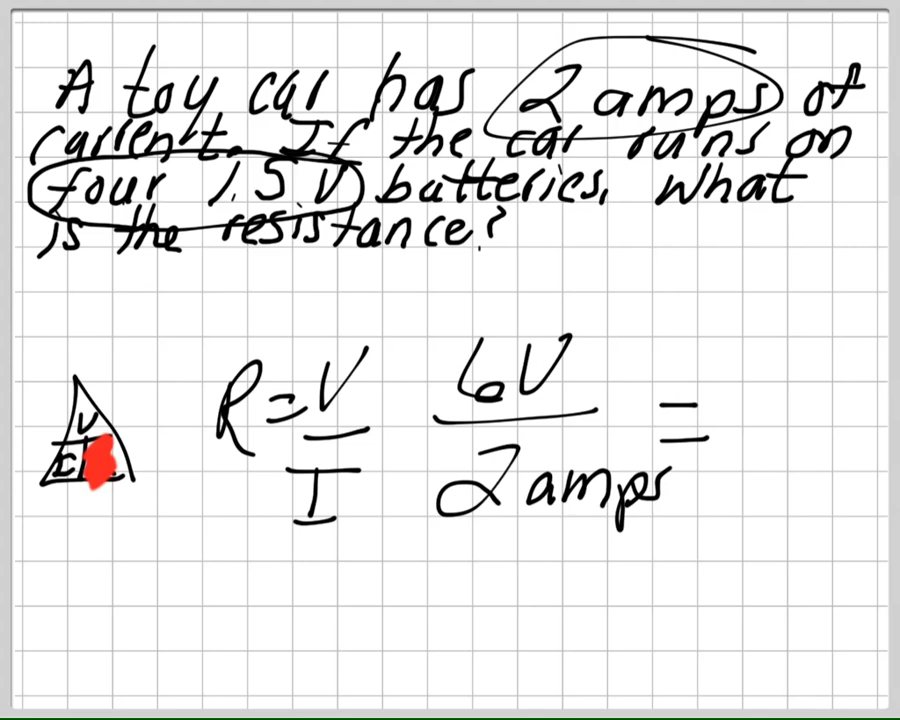 A toy car has 2 amps of
current. If the car runs on
four 1.5 V batteries, what
is the resistance?
V
I
R = V
I
6V
2 amps
=